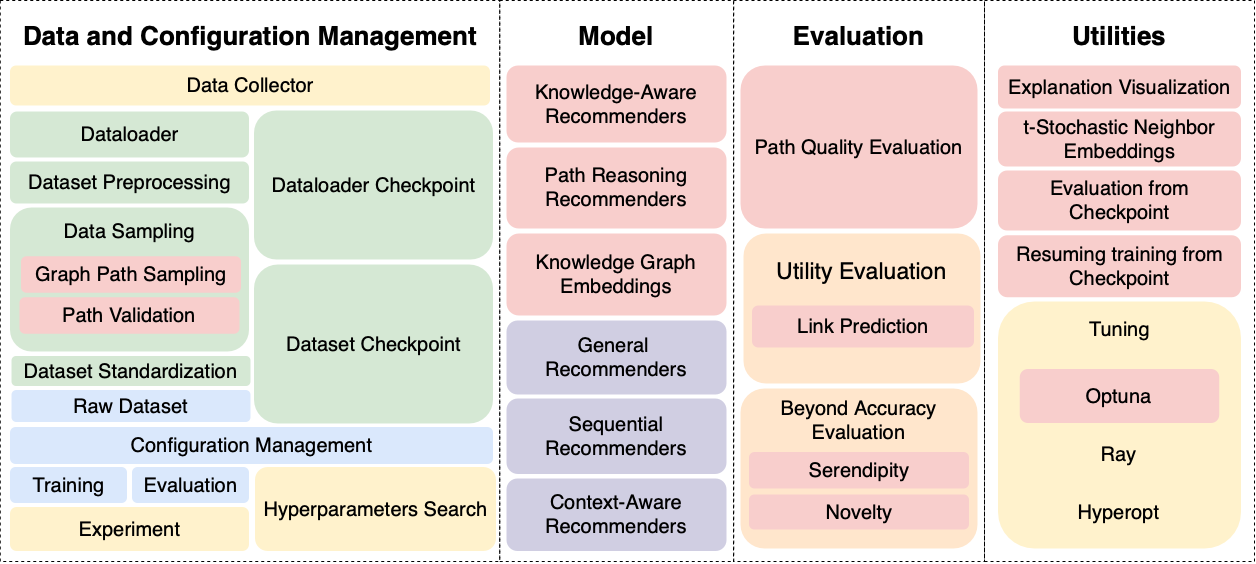 Data and Configuration Management
Data Collector
Dataloader
Dataset Preprocessing
Data Sampling
Graph Path Sampling
Path Validation
Dataset Standardization
Raw Dataset
Dataloader Checkpoint
Dataset Checkpoint
Configuration Management
Training
Evaluation
Experiment
Hyperparameters Search
Model
Knowledge-Aware
Recommenders
Path Reasoning
Recommenders
Knowledge Graph
Embeddings
General
Recommenders
Sequential
Recommenders
Context-Aware
Recommenders
Evaluation
Path Quality Evaluation
Utility Evaluation
Link Prediction
Beyond Accuracy
Evaluation
Serendipity
Novelty
Utilities
Explanation Visualization
t-Stochastic Neighbor
Embeddings
Evaluation from
Checkpoint
Resuming training from
Checkpoint
Tuning
Optuna
Ray
Hyperopt